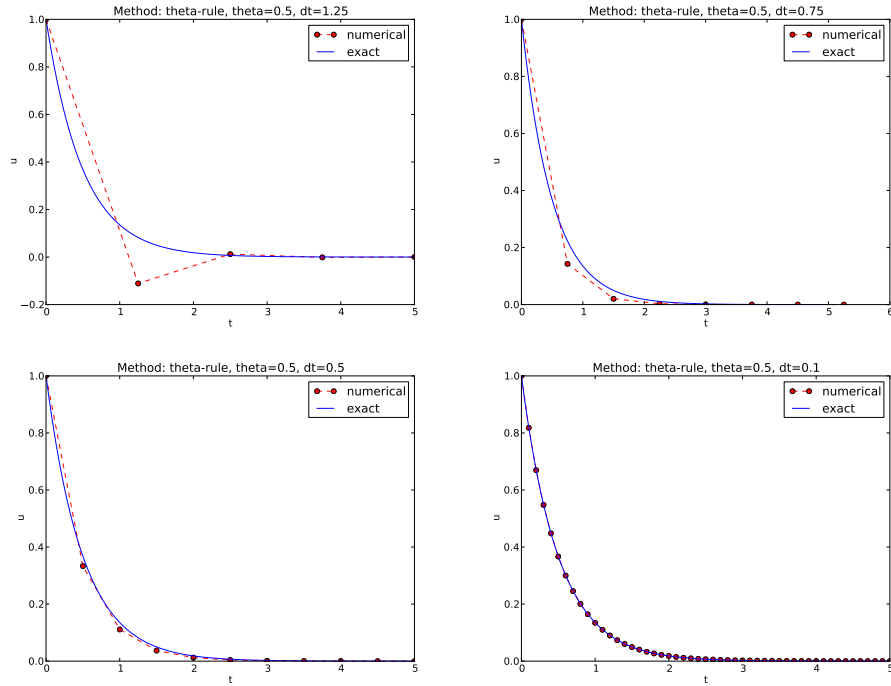 Method: theta-rule, theta=0.5, dt=1.25
1.0
0.8
0.6
0.4
0.2
0.0
−0.2
u
numerical
exact
0 1 2 3 4 5
t
Method: theta-rule, theta=0.5, dt=0.75
1.0
0.8
0.6
0.4
0.2
0.0
u
numerical
exact
0 1 2 3 4 5 6
t
Method: theta-rule, theta=0.5, dt=0.5
1.0
0.8
0.6
0.4
0.2
0.0
u
numerical
exact
0 1 2 3 4 5
t
Method: theta-rule, theta=0.5, dt=0.1
1.0
0.8
0.6
0.4
0.2
0.0
u
numerical
exact
0 1 2 3 4 5
t